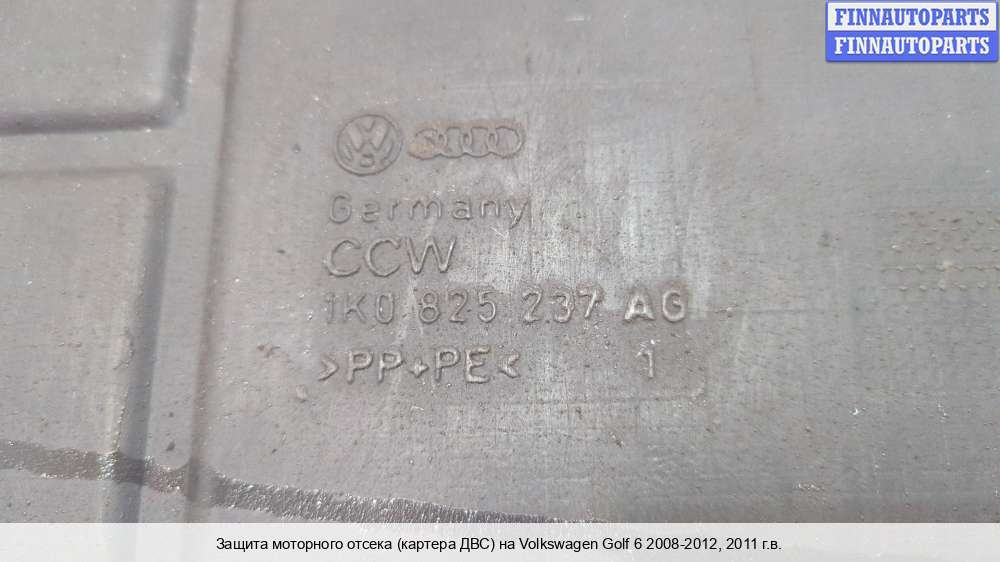 FINNAUTOPARTS
FINNAUTOPARTS
VW
Germany
CCW
1K0 825 237 AG
>PP+PE< 1
Защита моторного отсека (картера ДВС) на Volkswagen Golf 6 2008-2012, 2011 г.в.